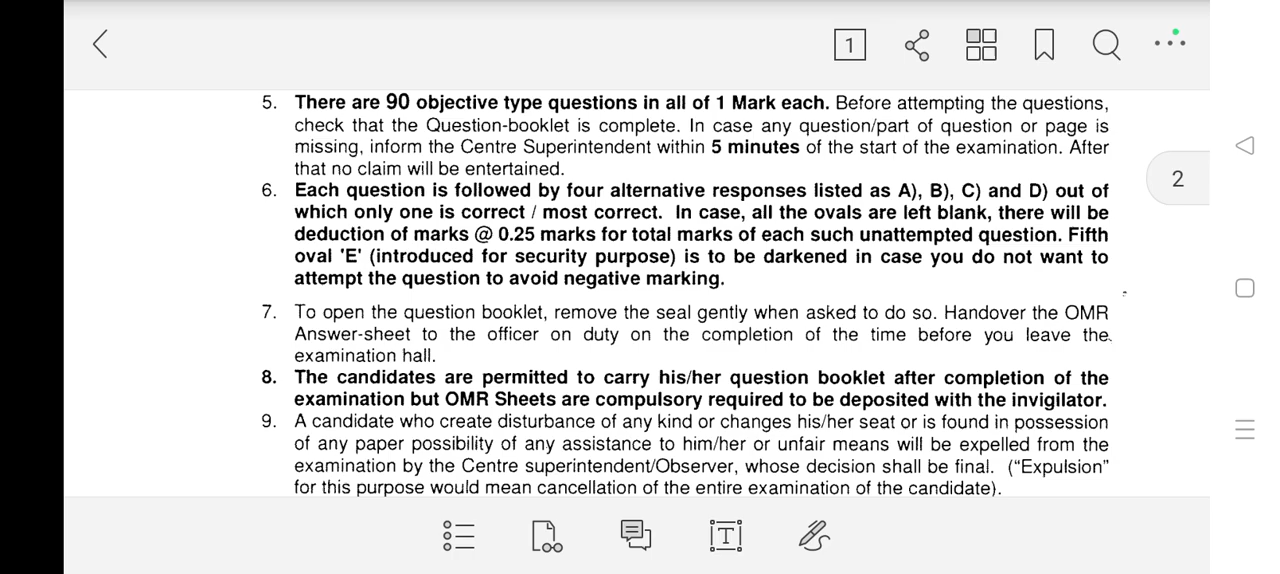 1
5. There are 90 objective type questions in all of 1 Mark each. Before attempting the questions,
check that the Question-booklet is complete. In case any question/part of question or page is
missing, inform the Centre Superintendent within 5 minutes of the start of the examination. After
that no claim will be entertained.
2
6. Each question is followed by four alternative responses listed as A), B), C) and D) out of
which only one is correct / most correct. In case, all the ovals are left blank, there will be
deduction of marks @ 0.25 marks for total marks of each such unattempted question. Fifth
oval 'E' (introduced for security purpose) is to be darkened in case you do not want to
attempt the question to avoid negative marking.
7. To open the question booklet, remove the seal gently when asked to do so. Handover the OMR
Answer-sheet to the officer on duty on the completion of the time before you leave the
examination hall.
8. The candidates are permitted to carry his/her question booklet after completion of the
examination but OMR Sheets are compulsory required to be deposited with the invigilator.
9. A candidate who create disturbance of any kind or changes his/her seat or is found in possession
of any paper possibility of any assistance to him/her or unfair means will be expelled from the
examination by the Centre superintendent/Observer, whose decision shall be final. (“Expulsion”
for this purpose would mean cancellation of the entire examination of the candidate).
T